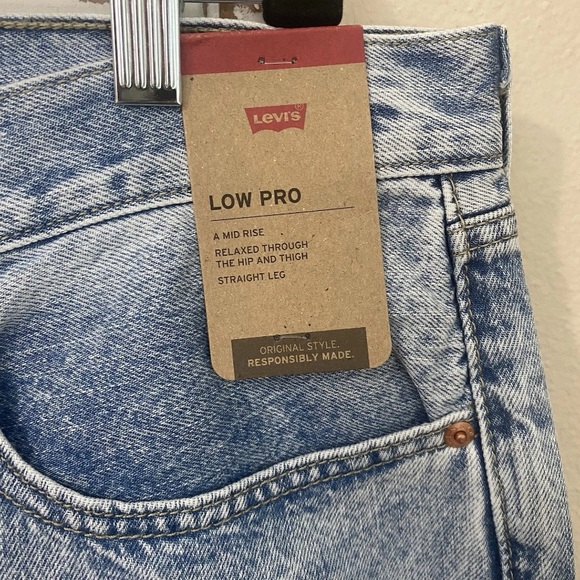 Levi's
LOW PRO
A MID RISE
RELAXED THROUGH
THE HIP AND THIGH
STRAIGHT LEG
ORIGINAL STYLE.
RESPONSIBLY MADE.